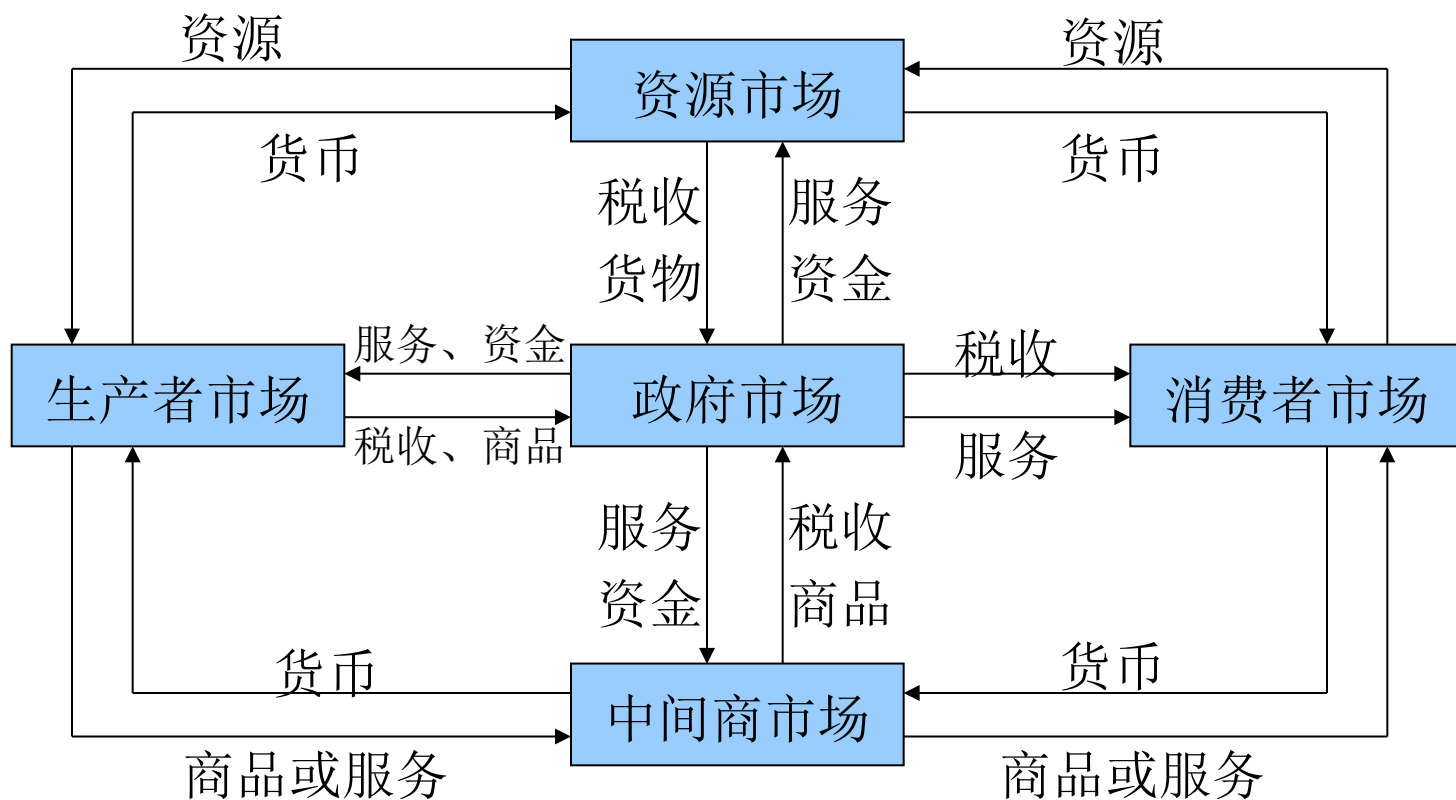 资源
资源
资源市场
货币
货币
税收
服务
货物
资金
服务、资金
税收
生产者市场
政府市场
消费者市场
税收、商品
服务
服务
税收
资金
商品
货币
货币
中间商市场
商品或服务
商品或服务